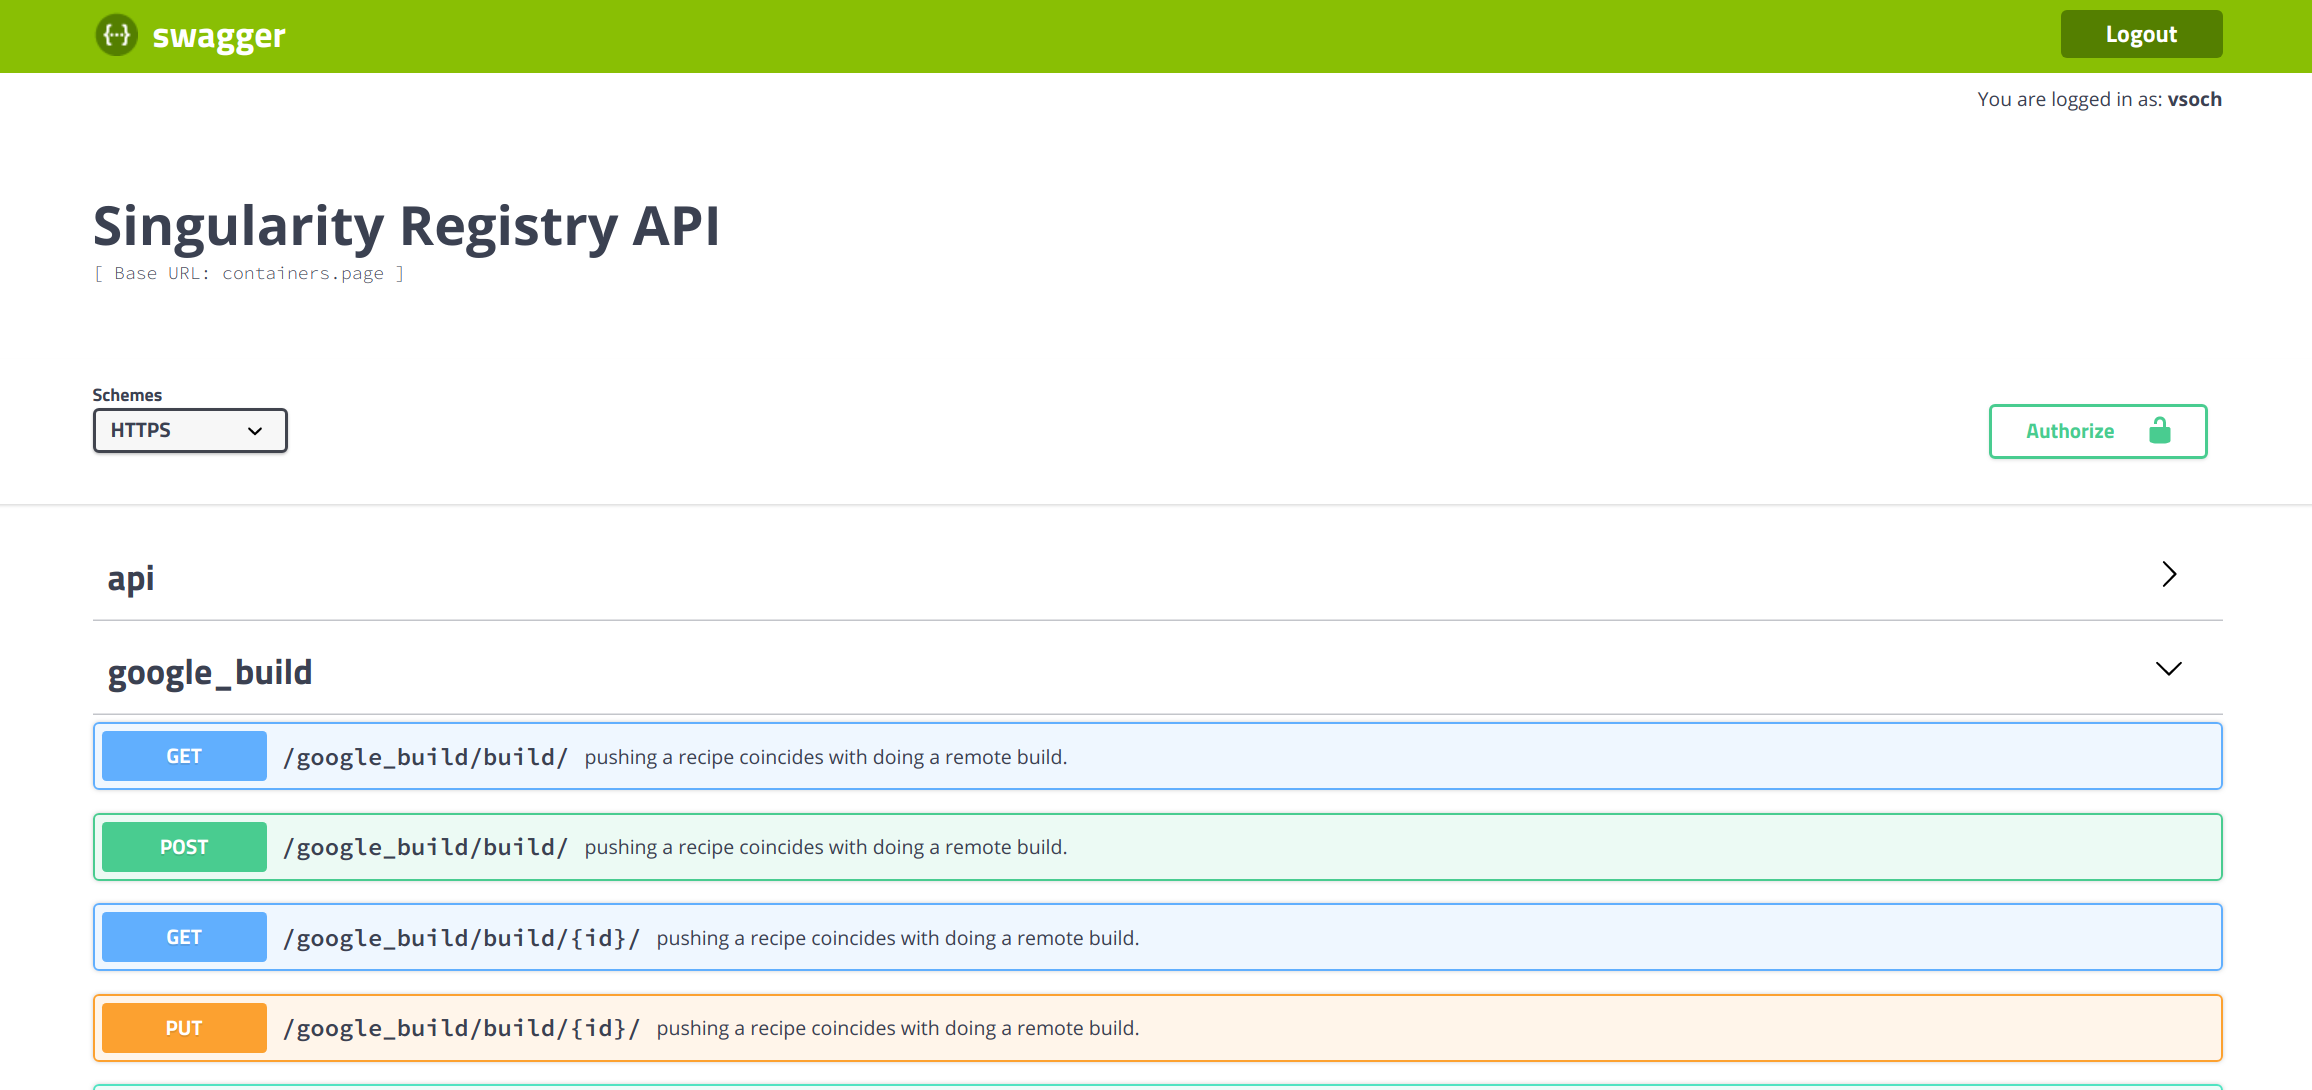 {...} swagger
Logout
You are logged in as: vsoch
Singularity Registry API
[ Base URL: containers.page ]
Schemes
HTTPS
Authorize
api
google_build
GET /google_build/build/ pushing a recipe coincides with doing a remote build.
POST /google_build/build/ pushing a recipe coincides with doing a remote build.
GET /google_build/build/{id}/ pushing a recipe coincides with doing a remote build.
PUT /google_build/build/{id}/ pushing a recipe coincides with doing a remote build.